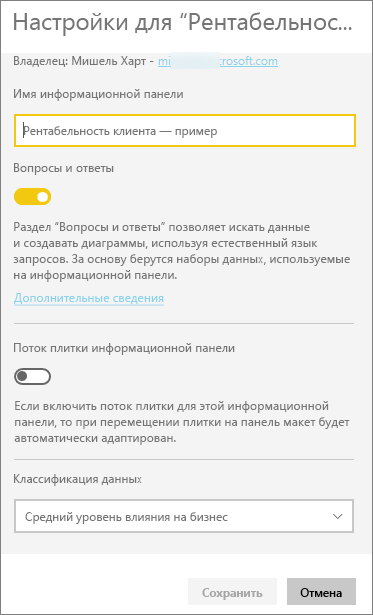 Настройки для “Рентабельнос...
Владелец: Мишель Харт - mi rosoft.com
Имя информационной панели
Рентабельность клиента — пример
Вопросы и ответы
Раздел “Вопросы и ответы” позволяет искать данные
и создавать диаграммы, используя естественный язык
запросов. За основу берутся наборы данных, используемые
на информационной панели.
Дополнительные сведения
Поток плитки информационной панели
Если включить поток плитки для этой информационной
панели, то при перемещении плитки на панель макет будет
автоматически адаптирован.
Классификация данных
Средний уровень влияния на бизнес
Сохранить
Отмена